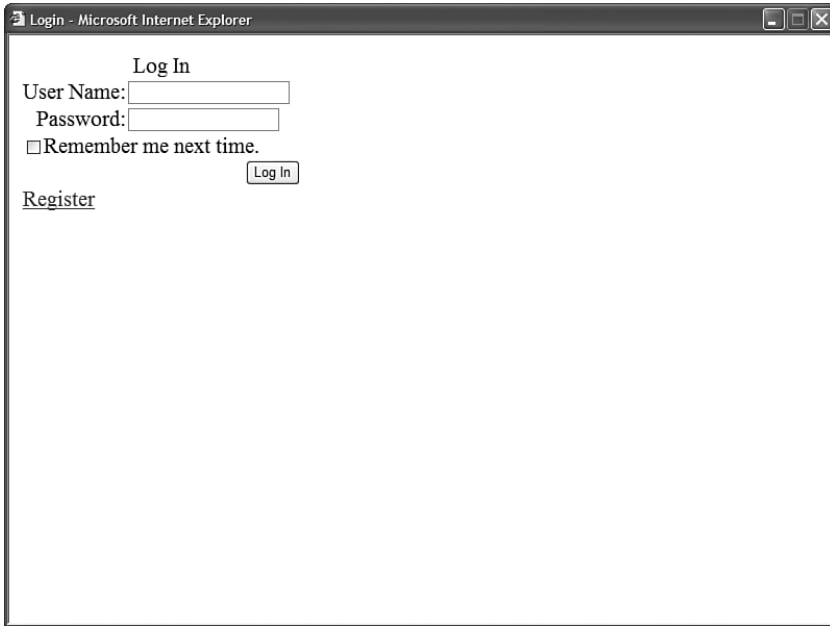 Login - Microsoft Internet Explorer
Log In
User Name:
Password:
Remember me next time.
Log In
Register